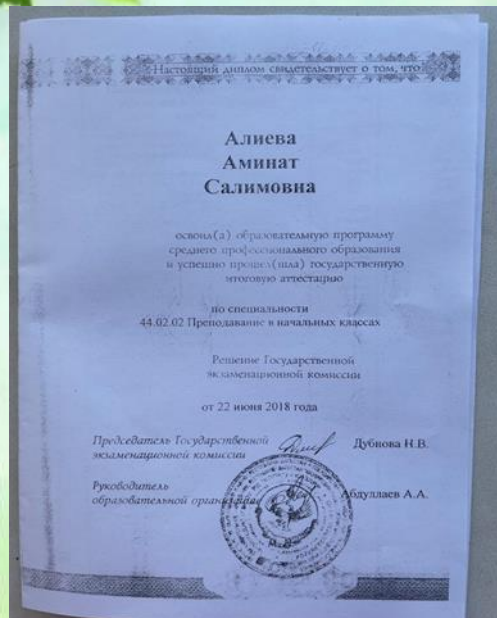 Настоящий диплом свидетельствует о том, что
Алиева
Аминат
Салимовна
освоил(а) образовательную программу
среднего профессионального образования
и успешно прошел(шла) государственную
итоговую аттестацию
по специальности
44.02.02 Преподавание в начальных классах
Решение Государственной
экзаменационной комиссии
от 22 июня 2018 года
Председатель Государственной
экзаменационной комиссии
Дубнова Н.В.
Руководитель
образовательной организации
Абдуллаев А.А.